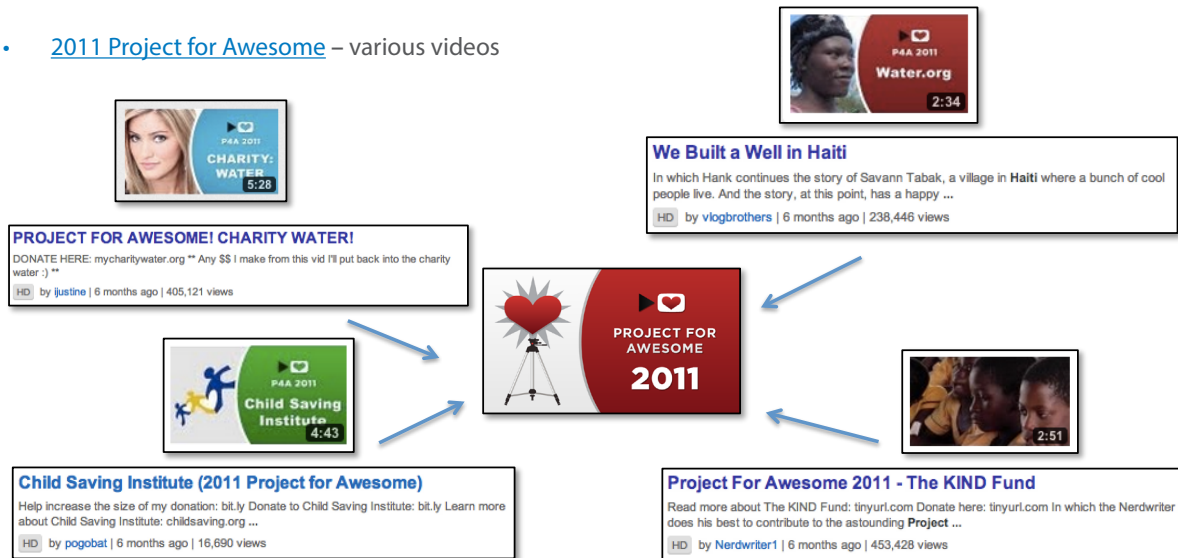 • 2011 Project for Awesome – various videos
P4A 2011
Water.org
2:34
We Built a Well in Haiti
In which Hank continues the story of Savann Tabak, a village in Haiti where a bunch of cool
people live. And the story, at this point, has a happy ...
HD by vlogbrothers | 6 months ago | 238,446 views
P4A 2011
CHARITY:
WATER
5:28
PROJECT FOR AWESOME! CHARITY WATER!
DONATE HERE: mycharitywater.org ** Any $$ I make from this vid I'll put back into the charity
water :) **
HD by ijustine | 6 months ago | 405,121 views
PROJECT FOR
AWESOME
2011
P4A 2011
Child Saving
Institute
4:43
Child Saving Institute (2011 Project for Awesome)
Help increase the size of my donation: bit.ly Donate to Child Saving Institute: bit.ly Learn more
about Child Saving Institute: childsaving.org ...
HD by pogobat | 6 months ago | 16,690 views
2:51
Project For Awesome 2011 - The KIND Fund
Read more about The KIND Fund: tinyurl.com Donate here: tinyurl.com In which the Nerdwriter
does his best to contribute to the astounding Project ...
HD by Nerdwriter1 | 6 months ago | 453,428 views